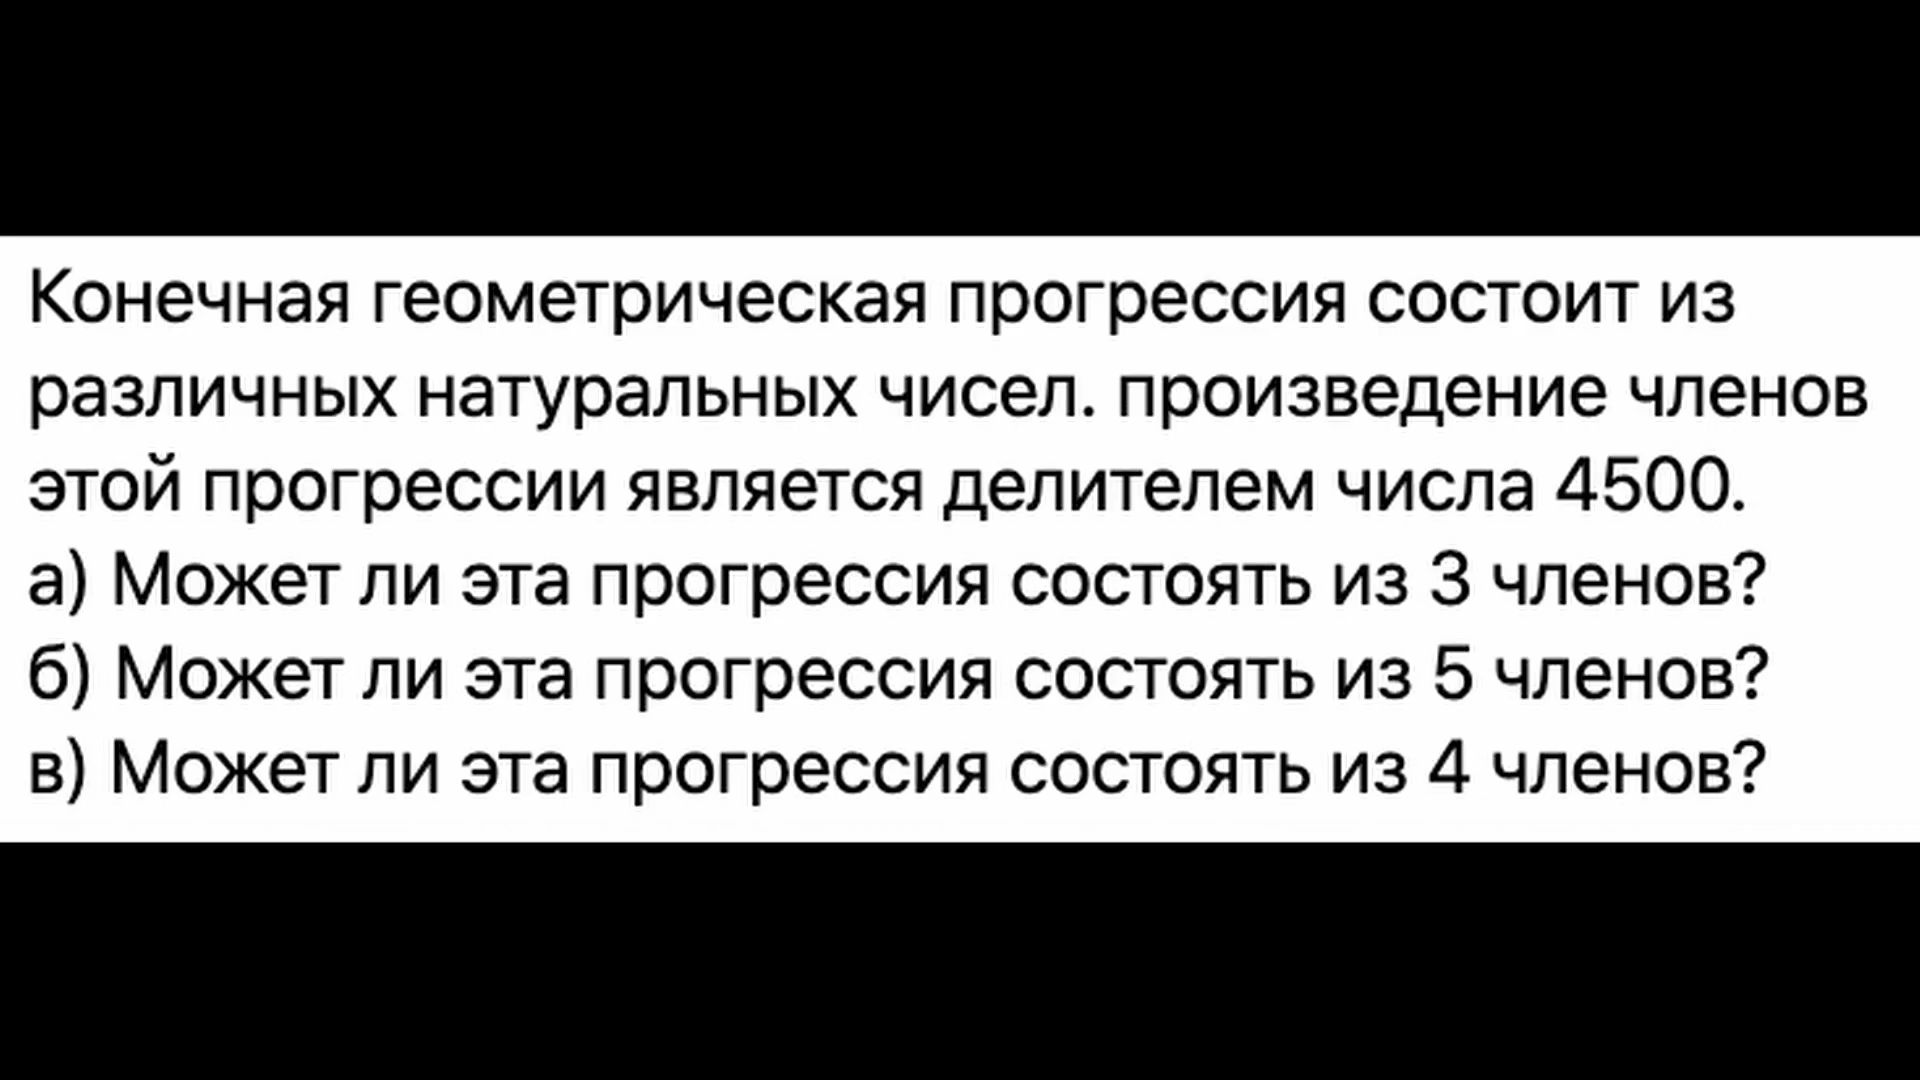 Конечная геометрическая прогрессия состоит из
различных натуральных чисел. произведение членов
этой прогрессии является делителем числа 4500.
а) Может ли эта прогрессия состоять из 3 членов?
б) Может ли эта прогрессия состоять из 5 членов?
в) Может ли эта прогрессия состоять из 4 членов?